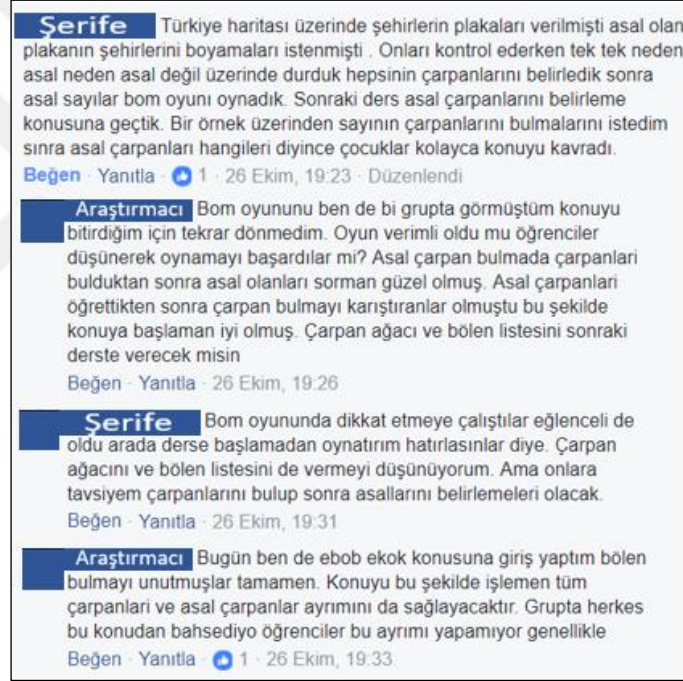 Şerife Türkiye haritası üzerinde şehirlerin plakaları verilmişti asal olan
plakanın şehirlerini boyamaları istenmişti . Onları kontrol ederken tek tek neden
asal neden asal değil üzerinde durduk hepsinin çarpanlarını belirledik sonra
asal sayılar bom oyunı oynadık. Sonraki ders asal çarpanlarını belirleme
konusuna geçtik. Bir örnek üzerinden sayının çarpanlarını bulmalarını istedim
sınra asal çarpanları hangileri diyince çocuklar kolayca konuyu kavradı.
Beğen · Yanıtla · 1 · 26 Ekim, 19:23 · Düzenlendi
Araştırmacı Bom oyununu ben de bi grupta görmüştüm konuyu
bitirdiğim için tekrar dönmedim. Oyun verimli oldu mu öğrenciler
düşünerek oynamayı başardılar mi? Asal çarpan bulmada çarpanlari
bulduktan sonra asal olanları sorman güzel olmuş. Asal çarpanlari
öğrettikten sonra çarpan bulmayı karıştıranlar olmuştu bu şekilde
konuya başlaman iyi olmuş. Çarpan ağacı ve bölen listesini sonraki
derste verecek misin
Beğen · Yanıtla · 26 Ekim, 19:26
Şerife Bom oyununda dikkat etmeye çalıştılar eğlenceli de
oldu arada derse başlamadan oynatırım hatırlasınlar diye. Çarpan
ağacını ve bölen listesini de vermeyi düşünüyorum. Ama onlara
tavsiyem çarpanlarını bulup sonra asallarını belirlemeleri olacak.
Beğen · Yanıtla · 26 Ekim, 19:31
Araştırmacı Bugün ben de ebob ekok konusuna giriş yaptım bölen
bulmayı unutmuşlar tamamen. Konuyu bu şekilde işlemen tüm
çarpanlari ve asal çarpanlar ayrımını da sağlayacaktır. Grupta herkes
bu konudan bahsediyo öğrenciler bu ayrımı yapamıyor genellikle
Beğen · Yanıtla · 1 · 26 Ekim, 19:33